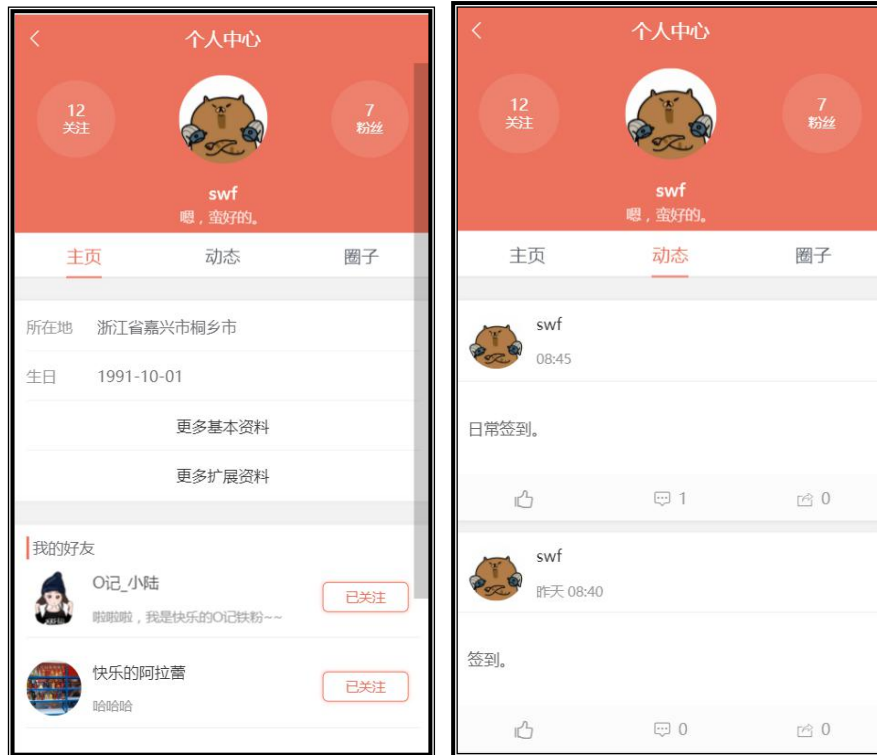 个人中心
12
关注
7
粉丝
swf
嗯，蛮好的。
主页 动态 圈子
所在地 浙江省嘉兴市桐乡市
生日 1991-10-01
更多基本资料
更多扩展资料
我的好友
O记_小陆
已关注
啦啦啦，我是快乐的O记铁粉~~
快乐的阿拉蕾
已关注
哈哈哈
个人中心
12
关注
7
粉丝
swf
嗯，蛮好的。
主页 动态 圈子
swf
08:45
日常签到。
1 0
swf
昨天 08:40
签到。
0 0